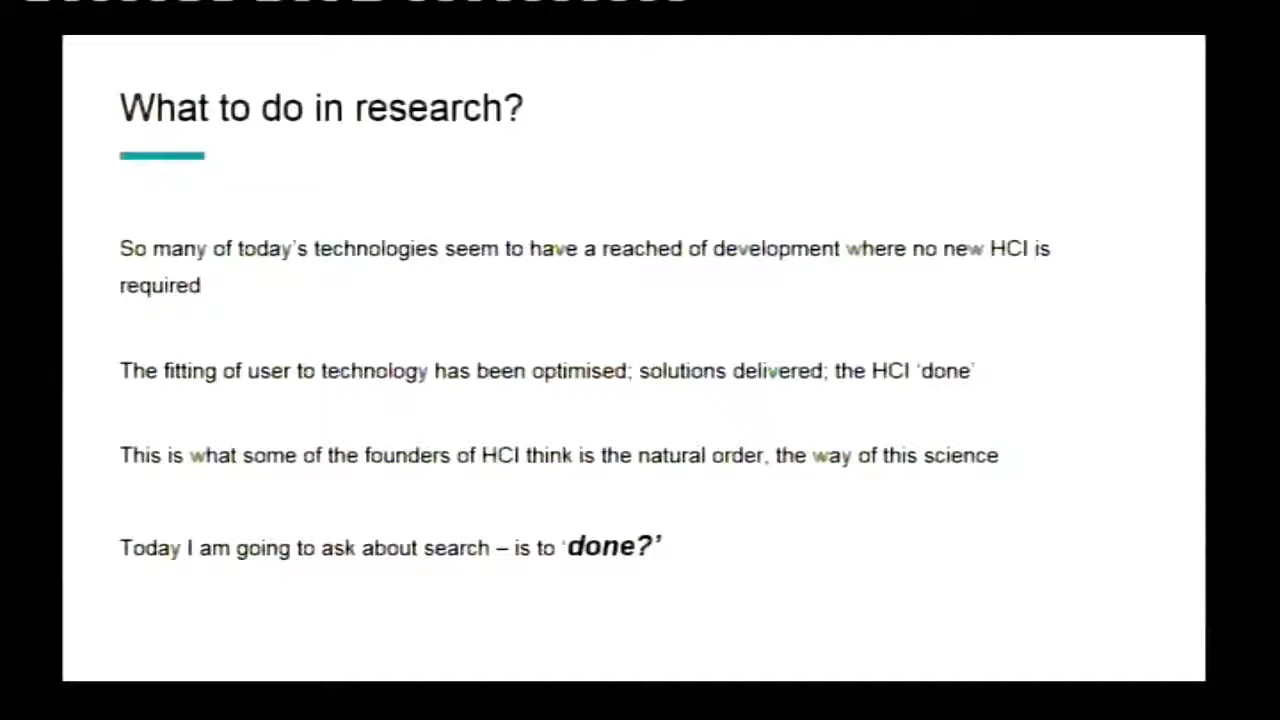 What to do in research?
So many of today's technologies seem to have a reached of development where no new HCI is
required
The fitting of user to technology has been optimised; solutions delivered; the HCI 'done'
This is what some of the founders of HCI think is the natural order, the way of this science
Today I am going to ask about search – is to 'done?'